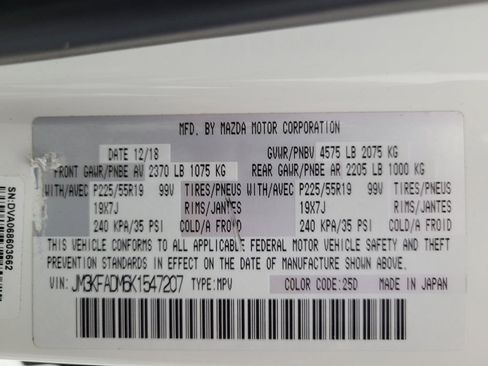 MFD. BY MAZDA MOTOR CORPORATION
DATE 12/18 GVWR/PNBV 4575 LB 2075 KG
FRONT GAWR/PNBE AV 2370 LB 1075 KG REAR GAWR/PNBE AR 2205 LB 1000 KG
WITH/AVEC P225/55R19 99V TIRES/PNEUS WITH/AVEC P225/55R19 99V TIRES/PNEUS
19X7J RIMS/JANTES 19X7J RIMS/JANTES
240 KPA/35 PSI COLD/A FROID 240 KPA/35 PSI COLD/A FROID
THIS VEHICLE CONFORMS TO ALL APPLICABLE FEDERAL MOTOR VEHICLE SAFETY AND THEFT
PREVENTION STANDARDS IN EFFECT ON THE DATE OF MANUFACTURE SHOWN ABOVE.
VIN: JM3KFADM6K1547207 TYPE:MPV COLOR CODE:25D MADE IN JAPAN
SN:DVA0688603662